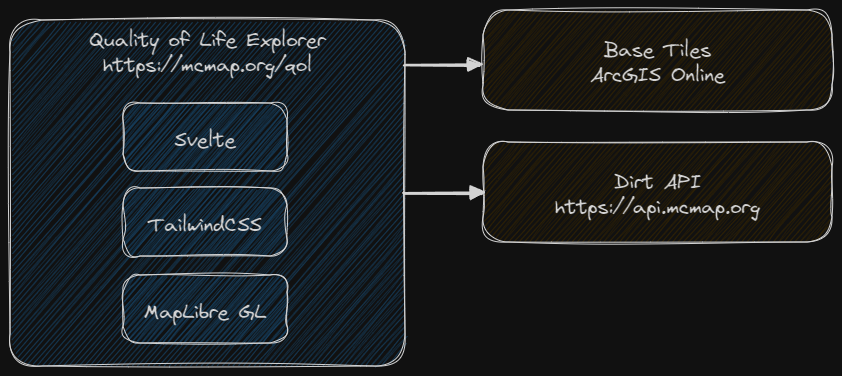 Quality of Life Explorer
https://mcmap.org/qol
Svelte
TailwindCSS
MapLibre GL
Base Tiles
ArcGIS Online
Dirt API
https://api.mcmap.org